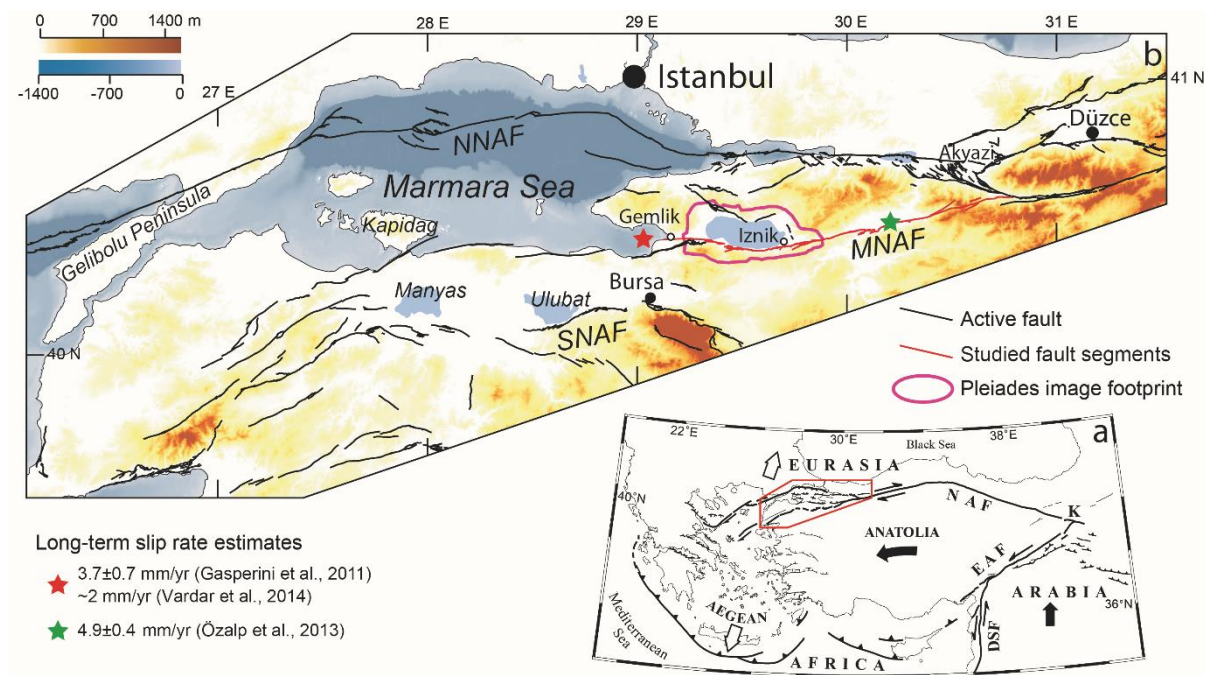 0 700 1400 m
-1400 -700 0
28 E
29 E
30 E
31 E
b
Istanbul
41 N
27 E
Düzce
NNAF
Akyazi
Marmara Sea
Gelibolu Peninsula
Kapidag
Gemlik
Iznik
MNAF
Bursa
Manyas
Ulubat
SNAF
40 N
Active fault
Studied fault segments
Pleiades image footprint
a
22°E
30°E
38°E
Black Sea
EURASIA
40°N
NAF
K
ANATOLIA
EAF
ARABIA
36°N
AEGEAN
DSF
Mediterranean
Sea
AFRICA
Long-term slip rate estimates
3.7±0.7 mm/yr (Gasperini et al., 2011)
~2 mm/yr (Vardar et al., 2014)
4.9±0.4 mm/yr (Özalp et al., 2013)